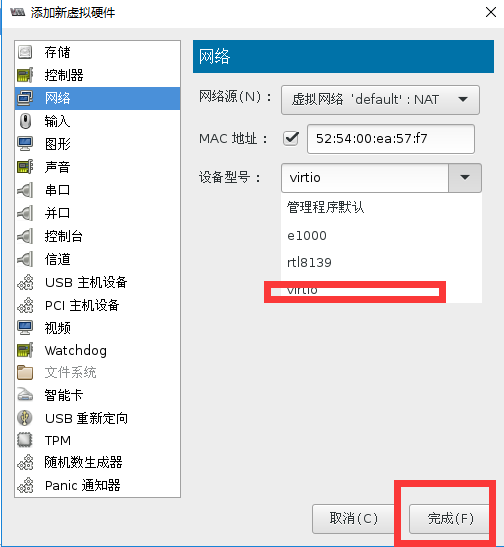 添加新虚拟硬件
存储
控制器
网络
输入
图形
声音
串口
并口
控制台
信道
USB 主机设备
PCI 主机设备
视频
Watchdog
文件系统
智能卡
USB 重新定向
TPM
随机数生成器
Panic 通知器
网络
网络源(N)： 虚拟网络 'default' : NAT
MAC 地址： 52:54:00:ea:57:f7
设备型号： virtio
管理程序默认
e1000
rtl8139
virtio
取消(C) 完成(F)